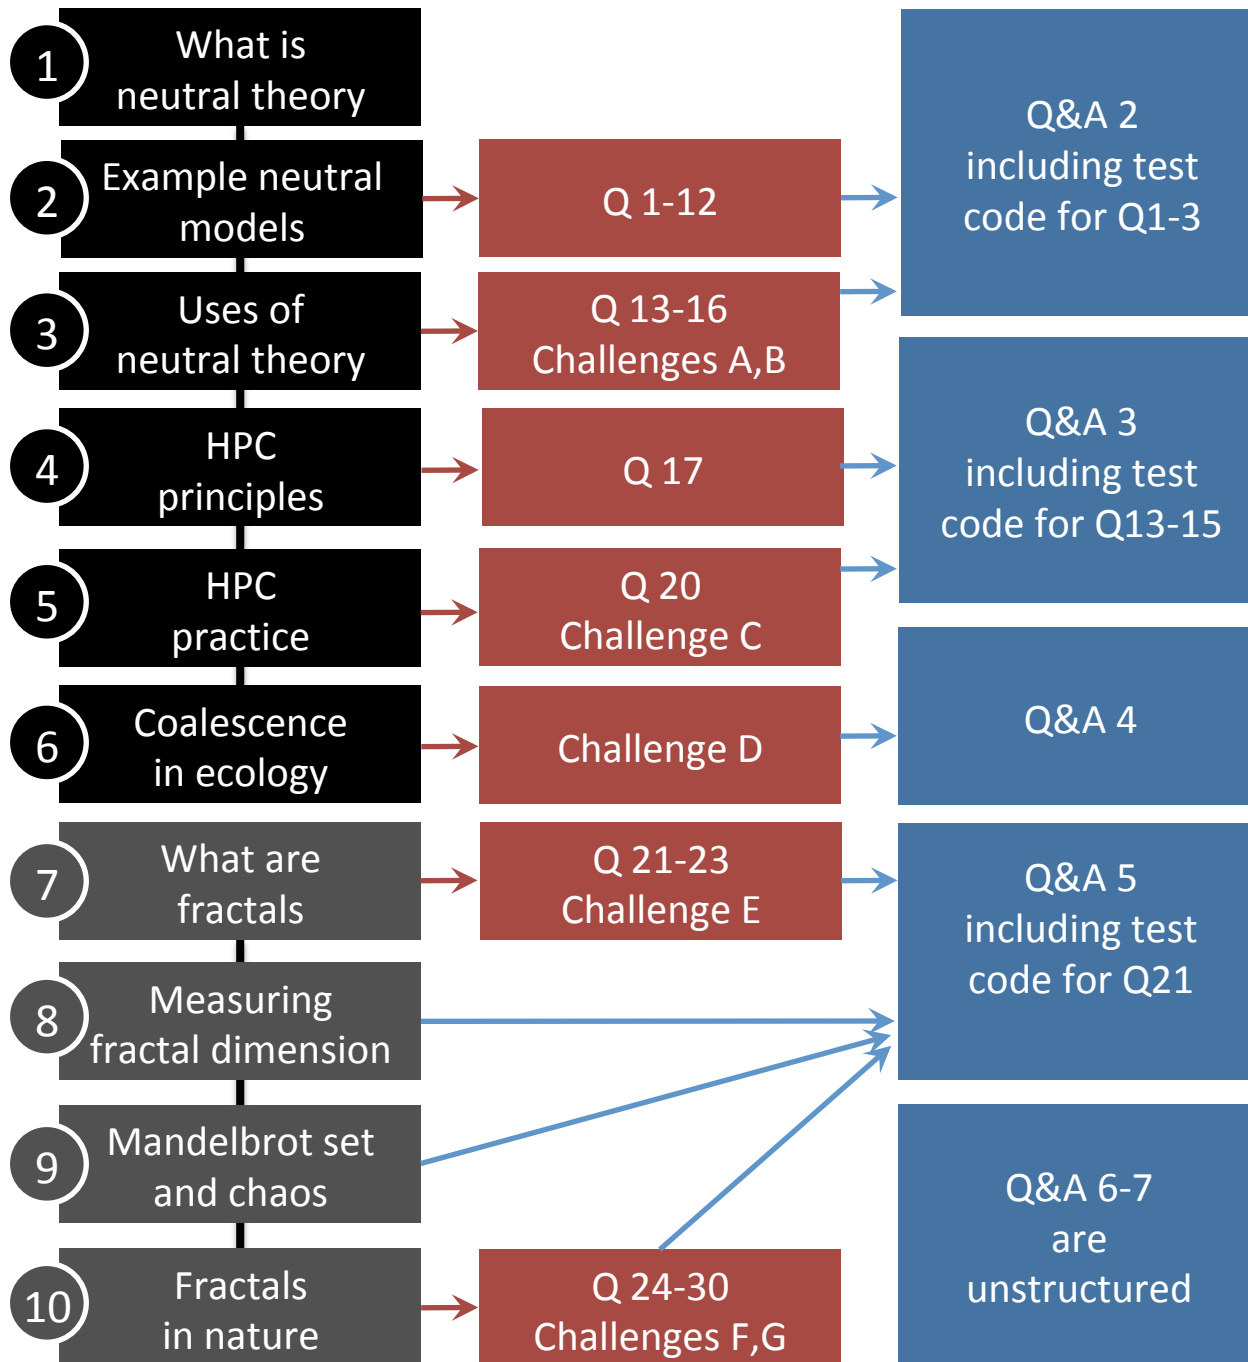 1
What is
neutral theory
2
Example neutral
models
Q 1-12
Q&A 2
including test
code for Q1-3
3
Uses of
neutral theory
Q 13-16
Challenges A,B
4
HPC
principles
Q 17
Q&A 3
including test
code for Q13-15
5
HPC
practice
Q 20
Challenge C
6
Coalescence
in ecology
Challenge D
Q&A 4
7
What are
fractals
Q 21-23
Challenge E
Q&A 5
including test
code for Q21
8
Measuring
fractal dimension
9
Mandelbrot set
and chaos
10
Fractals
in nature
Q 24-30
Challenges F,G
Q&A 6-7
are
unstructured